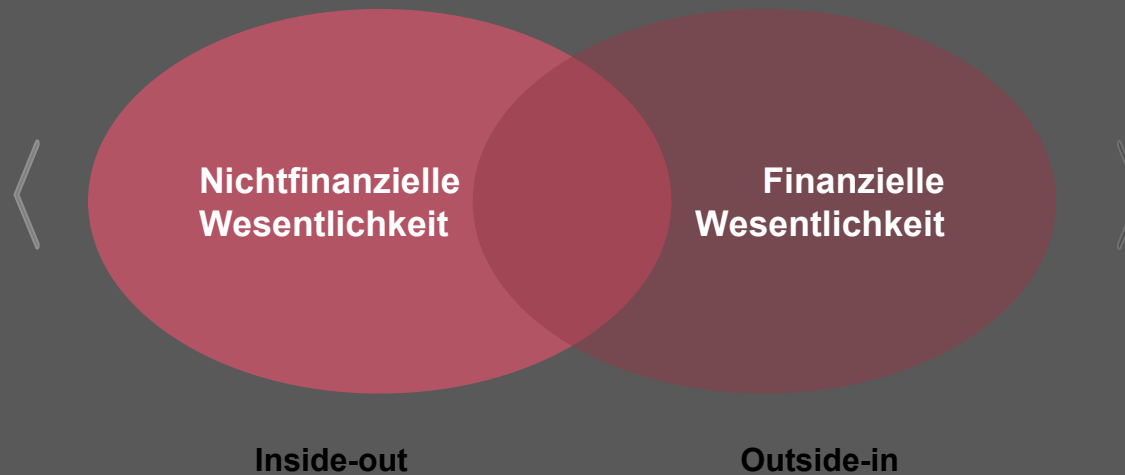 Nichtfinanzielle
Wesentlichkeit
Finanzielle
Wesentlichkeit
Inside-out
Outside-in